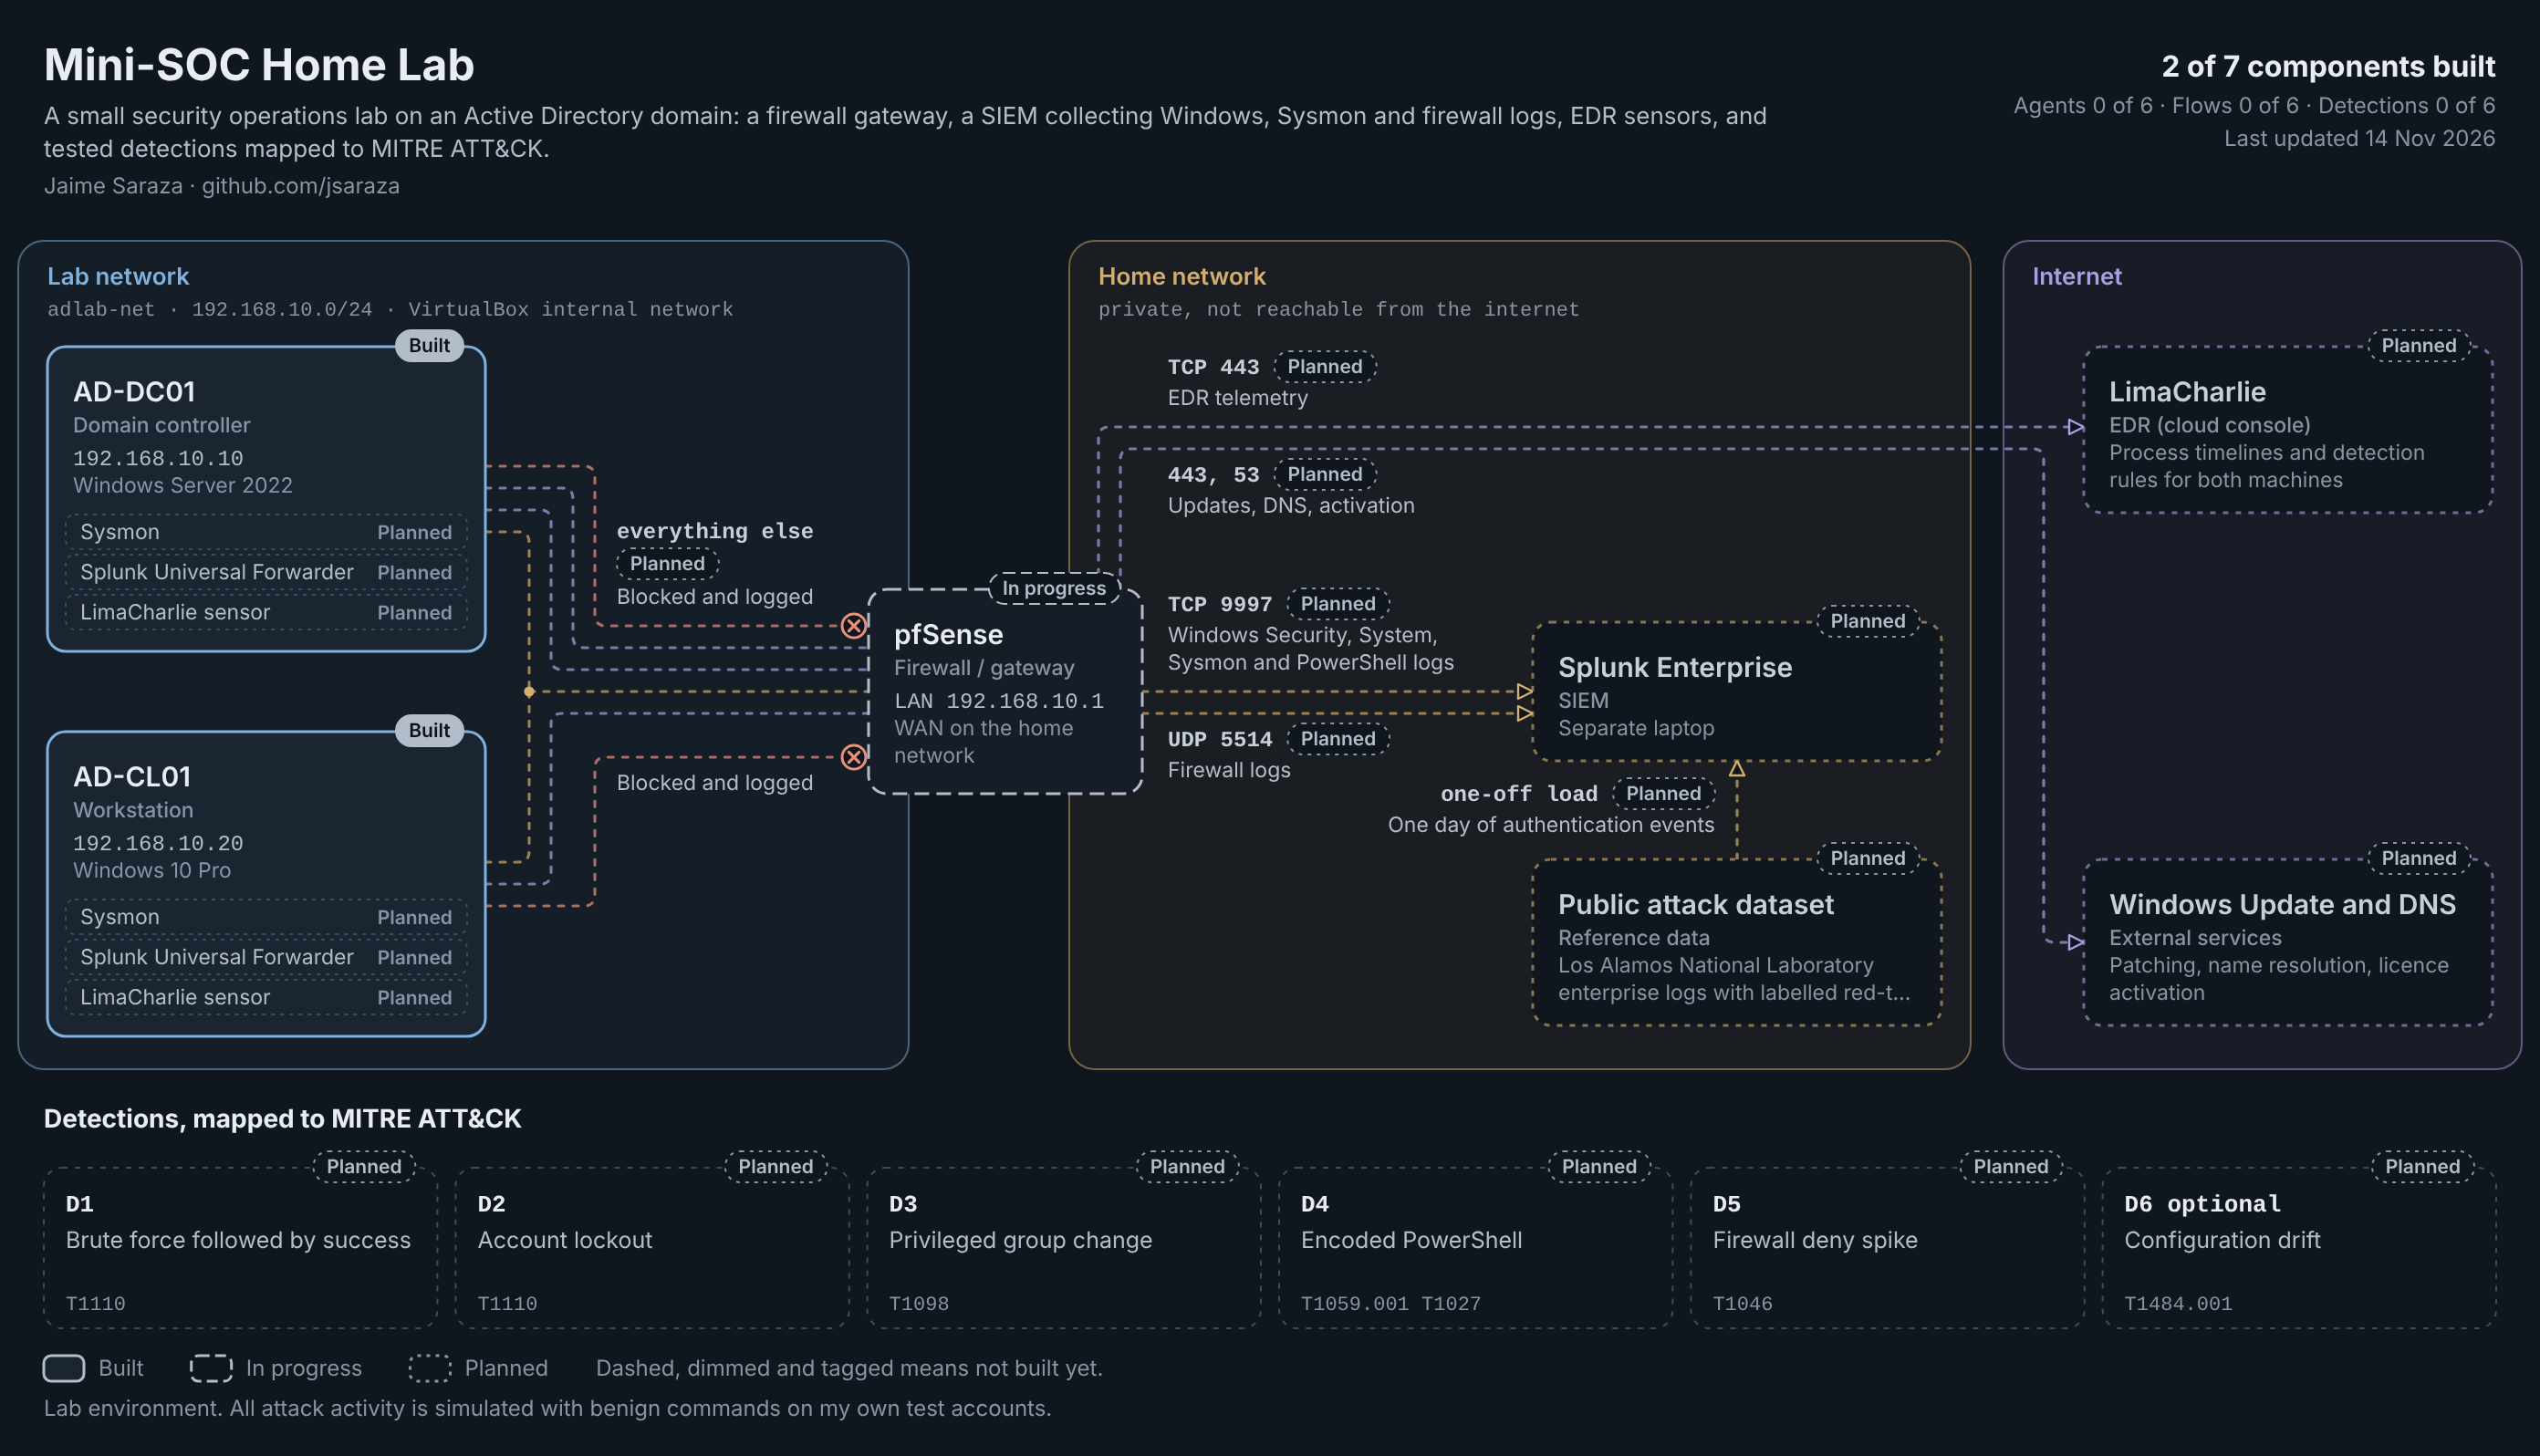 Mini-SOC Home Lab
A small security operations lab on an Active Directory domain: a firewall gateway, a SIEM collecting Windows, Sysmon and firewall logs, EDR sensors, and
tested detections mapped to MITRE ATT&CK.
Jaime Saraza · github.com/jsaraza
2 of 7 components built
Agents 0 of 6 · Flows 0 of 6 · Detections 0 of 6
Last updated 14 Nov 2026
Lab network
adlab-net · 192.168.10.0/24 · VirtualBox internal network
Built
AD-DC01
Domain controller
192.168.10.10
Windows Server 2022
Sysmon Planned
Splunk Universal Forwarder Planned
LimaCharlie sensor Planned
Built
AD-CL01
Workstation
192.168.10.20
Windows 10 Pro
Sysmon Planned
Splunk Universal Forwarder Planned
LimaCharlie sensor Planned
everything else
Planned
Blocked and logged
Blocked and logged
In progress
pfSense
Firewall / gateway
LAN 192.168.10.1
WAN on the home
network
Home network
private, not reachable from the internet
TCP 443 Planned
EDR telemetry
443, 53 Planned
Updates, DNS, activation
TCP 9997 Planned
Windows Security, System,
Sysmon and PowerShell logs
UDP 5514 Planned
Firewall logs
Planned
Splunk Enterprise
SIEM
Separate laptop
one-off load Planned
One day of authentication events
Planned
Public attack dataset
Reference data
Los Alamos National Laboratory
enterprise logs with labelled red-t...
Internet
Planned
LimaCharlie
EDR (cloud console)
Process timelines and detection
rules for both machines
Planned
Windows Update and DNS
External services
Patching, name resolution, licence
activation
Detections, mapped to MITRE ATT&CK
Planned
D1
Brute force followed by success
T1110
Planned
D2
Account lockout
T1110
Planned
D3
Privileged group change
T1098
Planned
D4
Encoded PowerShell
T1059.001 T1027
Planned
D5
Firewall deny spike
T1046
Planned
D6 optional
Configuration drift
T1484.001
Built In progress Planned Dashed, dimmed and tagged means not built yet.
Lab environment. All attack activity is simulated with benign commands on my own test accounts.